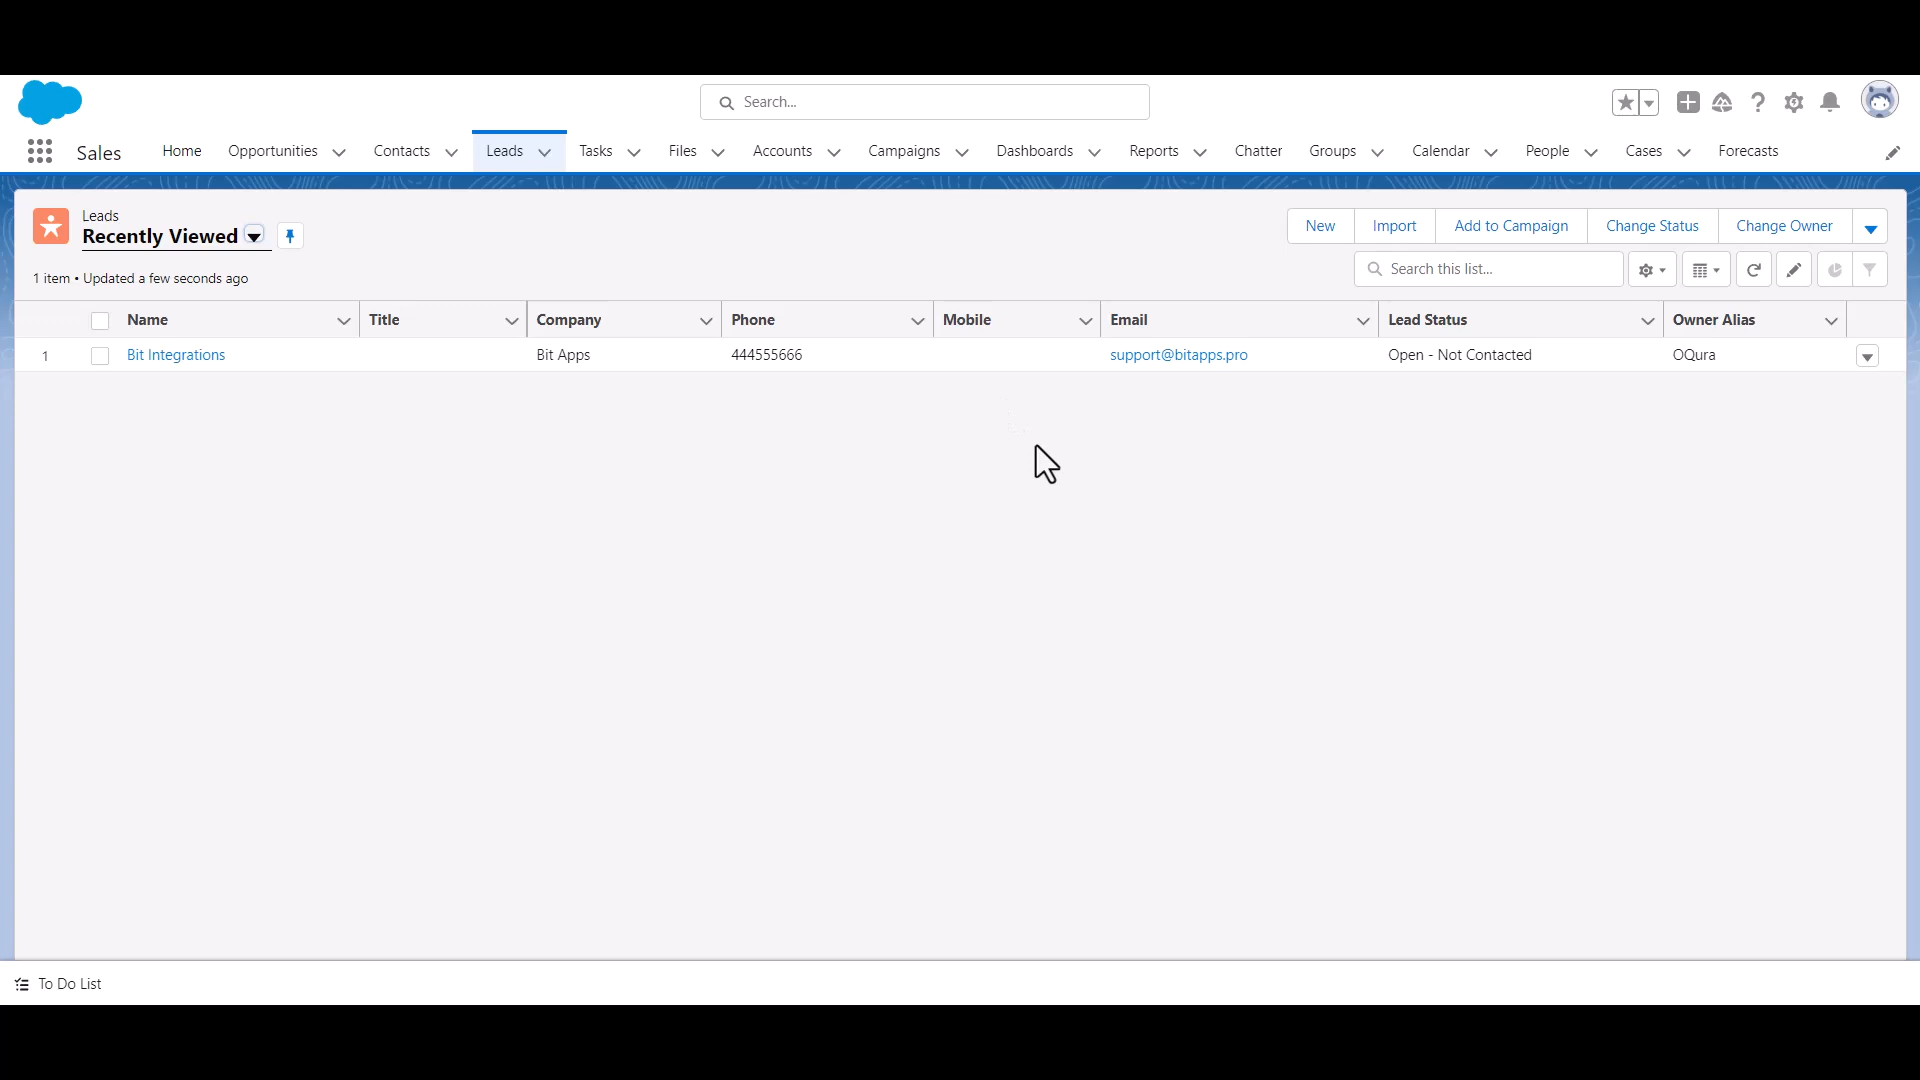 Search...
Sales Home Opportunities Contacts Leads Tasks Files Accounts Campaigns Dashboards Reports Chatter Groups Calendar People Cases Forecasts
Leads
Recently Viewed
New Import Add to Campaign Change Status Change Owner
1 item • Updated a few seconds ago
Search this list...
Name Title Company Phone Mobile Email Lead Status Owner Alias
1 Bit Integrations Bit Apps 444555666 support@bitapps.pro Open - Not Contacted OQura
To Do List